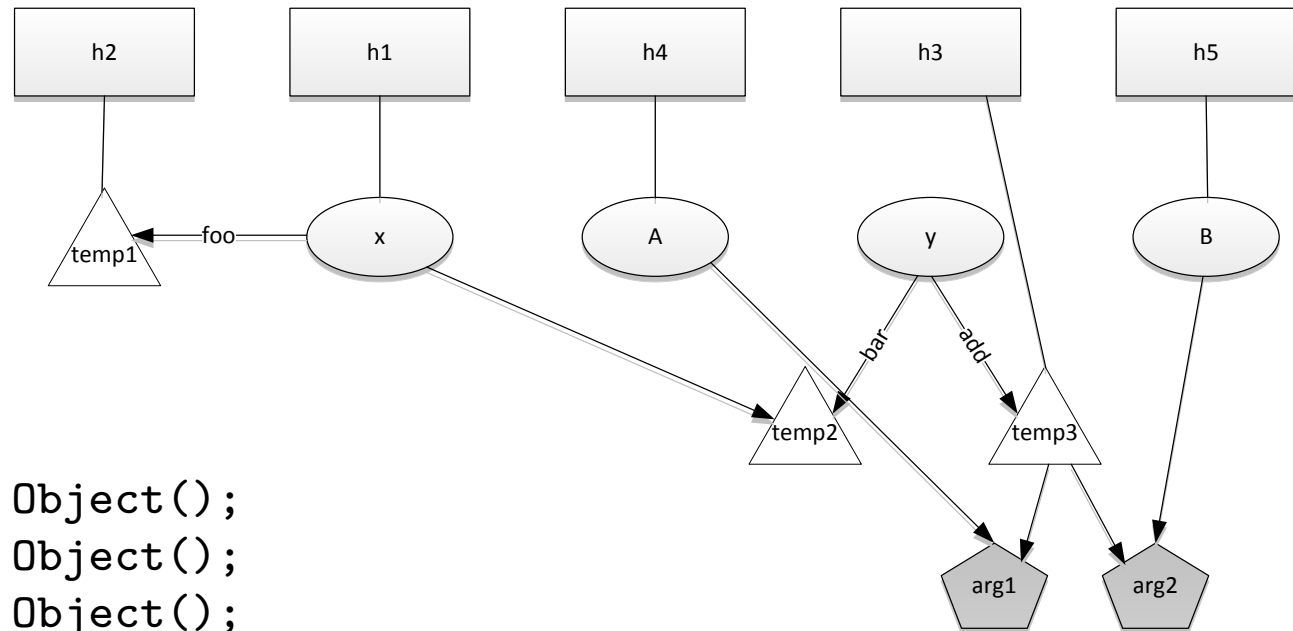 h2 h1 h4 h3 h5
temp1 foo x A y B
bar add
temp2 temp3
Object();
Object();
arg1 arg2
Object();